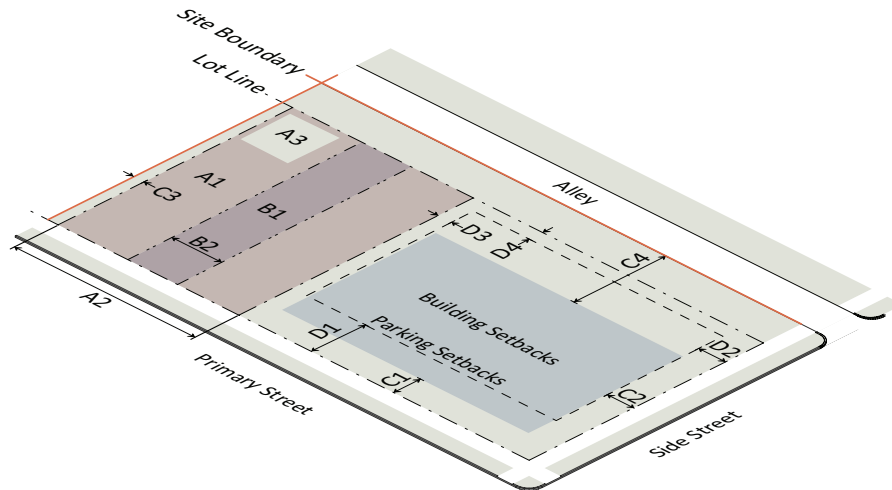 Site Boundary
Lot Line
A3
A1
C3
B1
B2
A2
Alley
D3
D4
C4
Building Setbacks
Parking Setbacks
D1
D2
C1
C2
Primary Street
Side Street